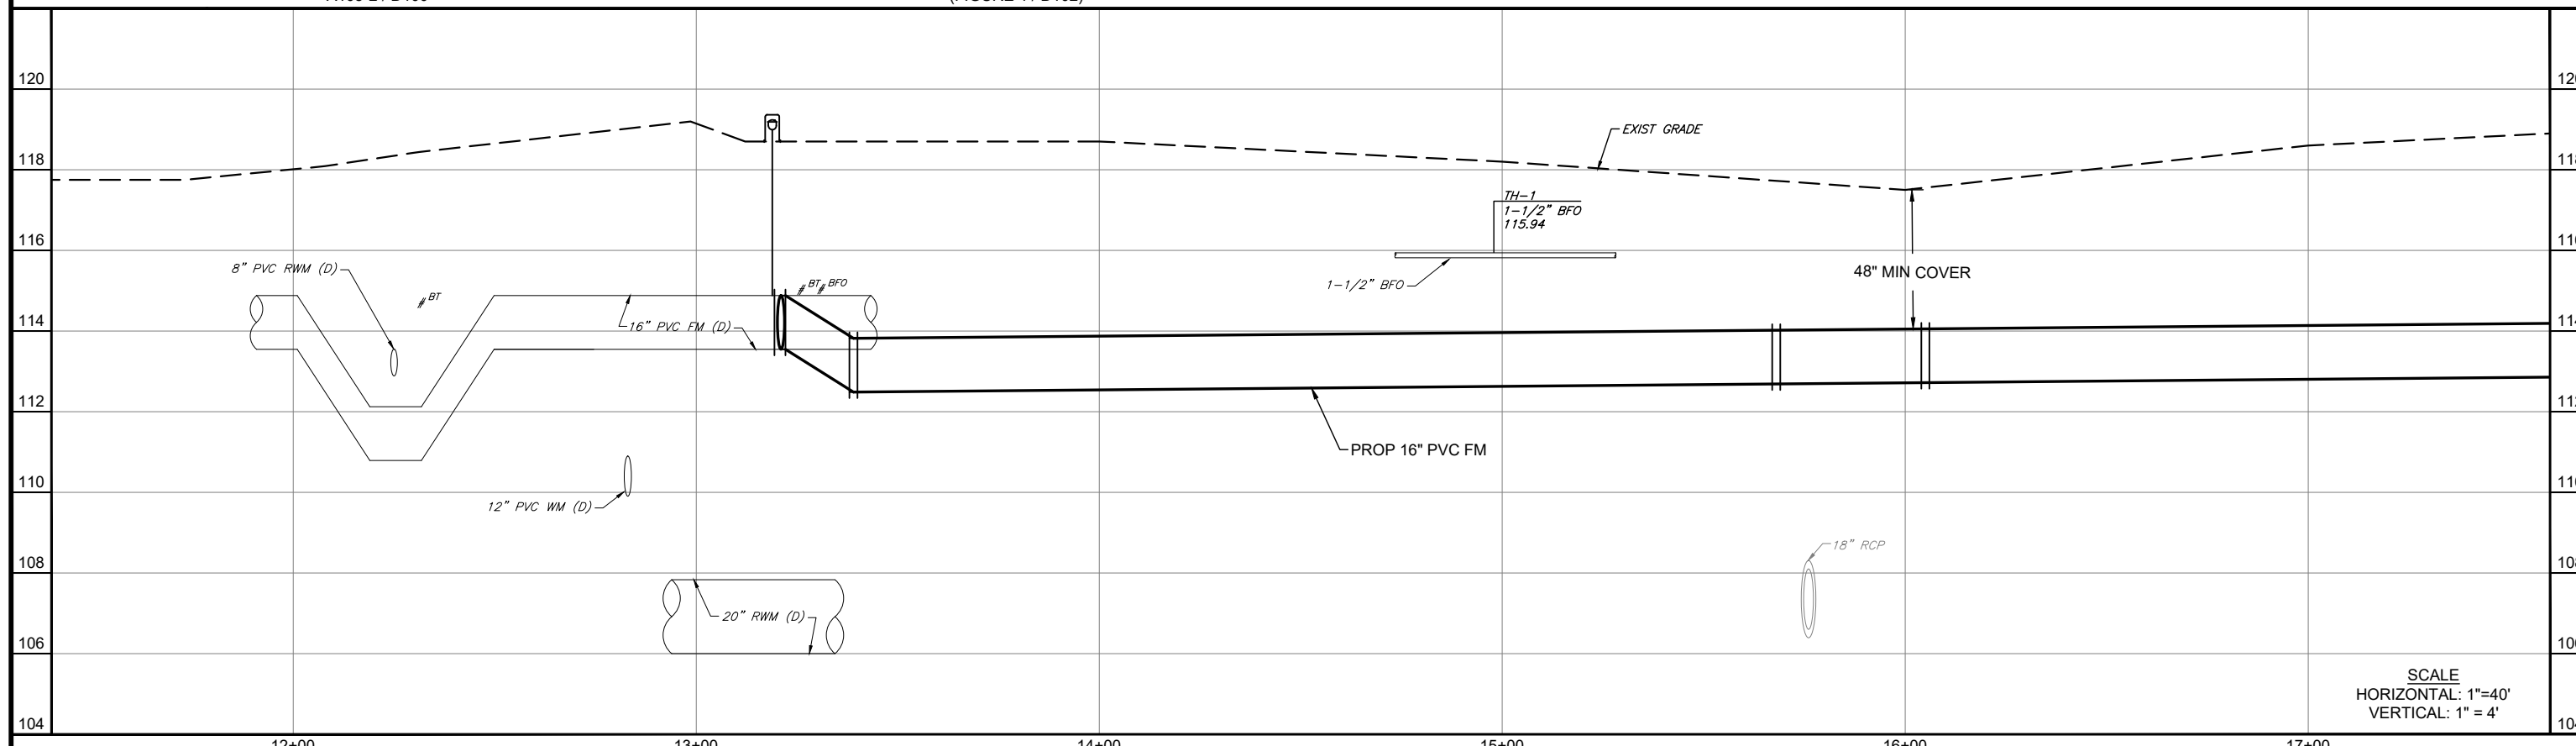 120
118
116
114
112
110
108
106
104
EXIST GRADE
TH-1
1-1/2" BFO
115.94
1-1/2" BFO
48" MIN COVER
8" PVC RWM (D)
BT
BT
BFO
16" PVC FM (D)
PROP 16" PVC FM
12" PVC WM (D)
20" RWM (D)
18" RCP
SCALE
HORIZONTAL: 1"=40'
VERTICAL: 1" = 4'
12+00
13+00
14+00
15+00
16+00
17+00